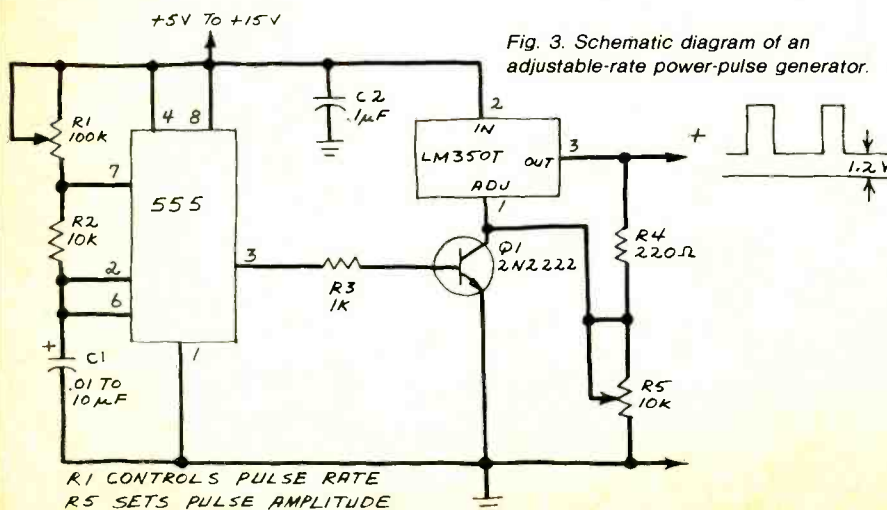 +5V TO +15V
Fig. 3. Schematic diagram of an
adjustable-rate power-pulse generator.
R1
100K
4
8
C2
.1µF
2
IN
LM350T
OUT
3
ADJ
1
+
1.2V
7
555
R2
10K
2
6
3
R3
1K
Q1
2N2222
R4
220Ω
+
C1
.01 TO
10µF
1
R5
10K
R1 CONTROLS PULSE RATE
R5 SETS PULSE AMPLITUDE